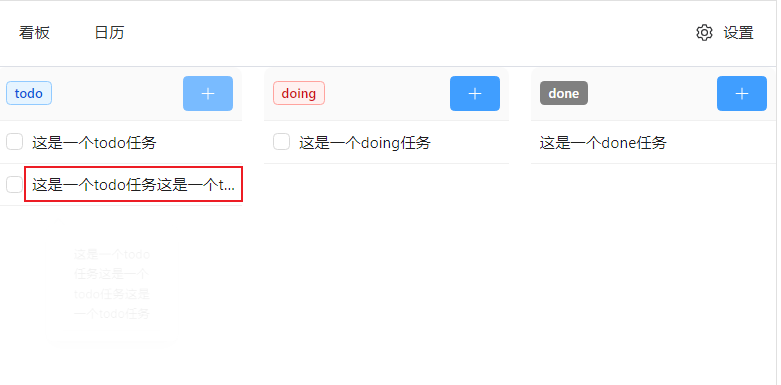 看板 日历 设置
todo doing done
这是一个todo任务 这是一个doing任务 这是一个done任务
这是一个todo任务这是一个t...
这是一个todo
任务这是一个
todo任务这是
一个todo任务